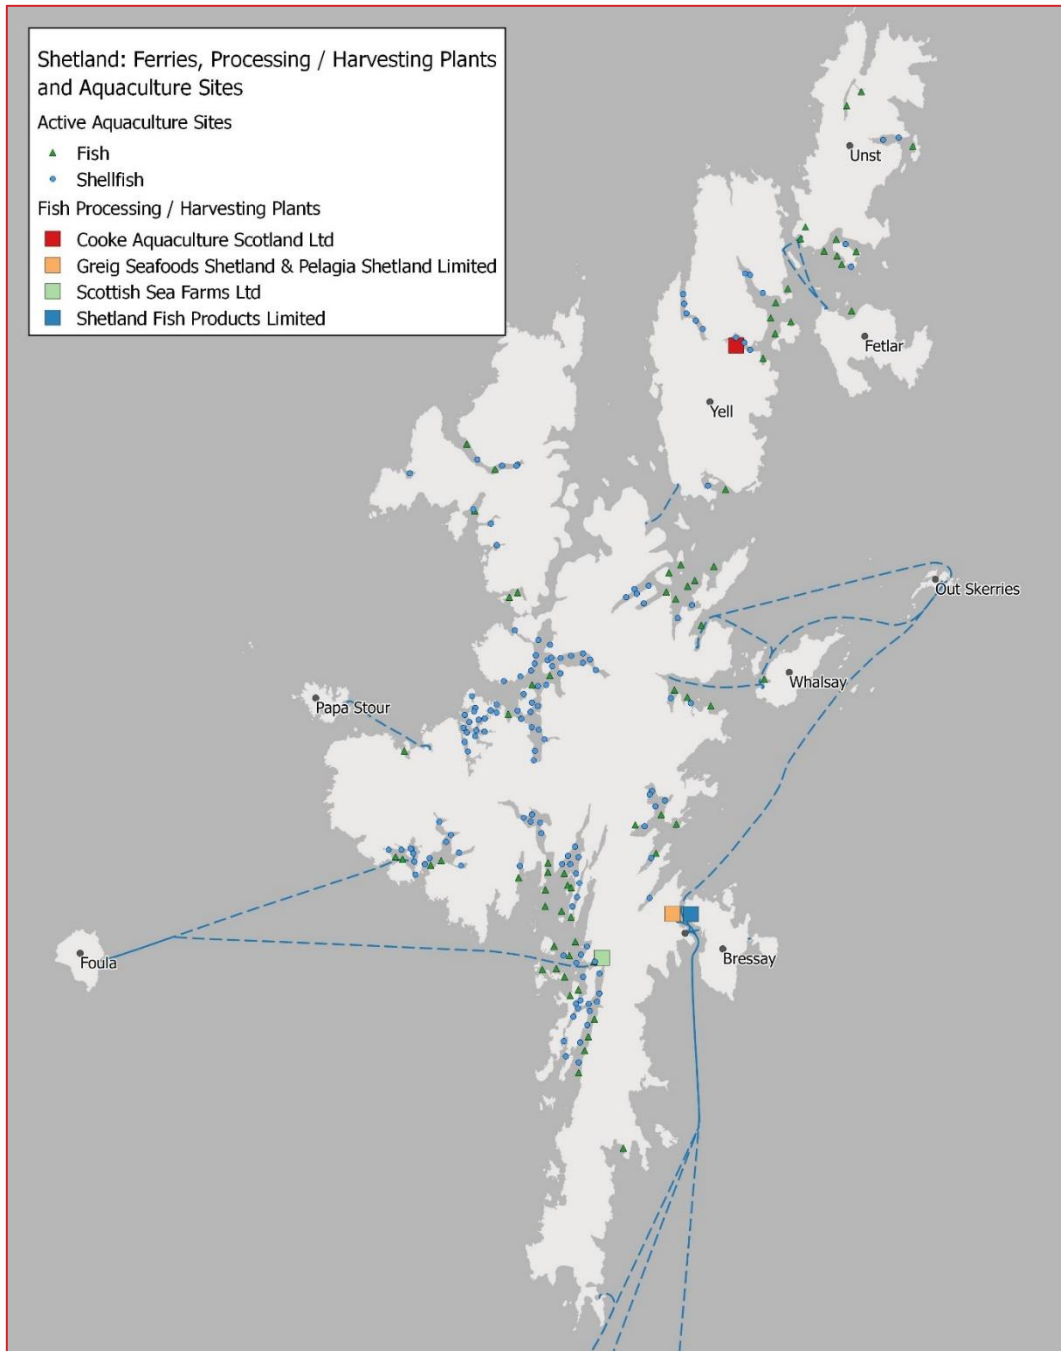 Shetland: Ferries, Processing / Harvesting Plants
and Aquaculture Sites
Active Aquaculture Sites
Fish
Shellfish
Fish Processing / Harvesting Plants
Cooke Aquaculture Scotland Ltd
Greig Seafoods Shetland & Pelagia Shetland Limited
Scottish Sea Farms Ltd
Shetland Fish Products Limited
Unst
Fetlar
Yell
Out Skerries
Whalsay
Papa Stour
Foula
Bressay